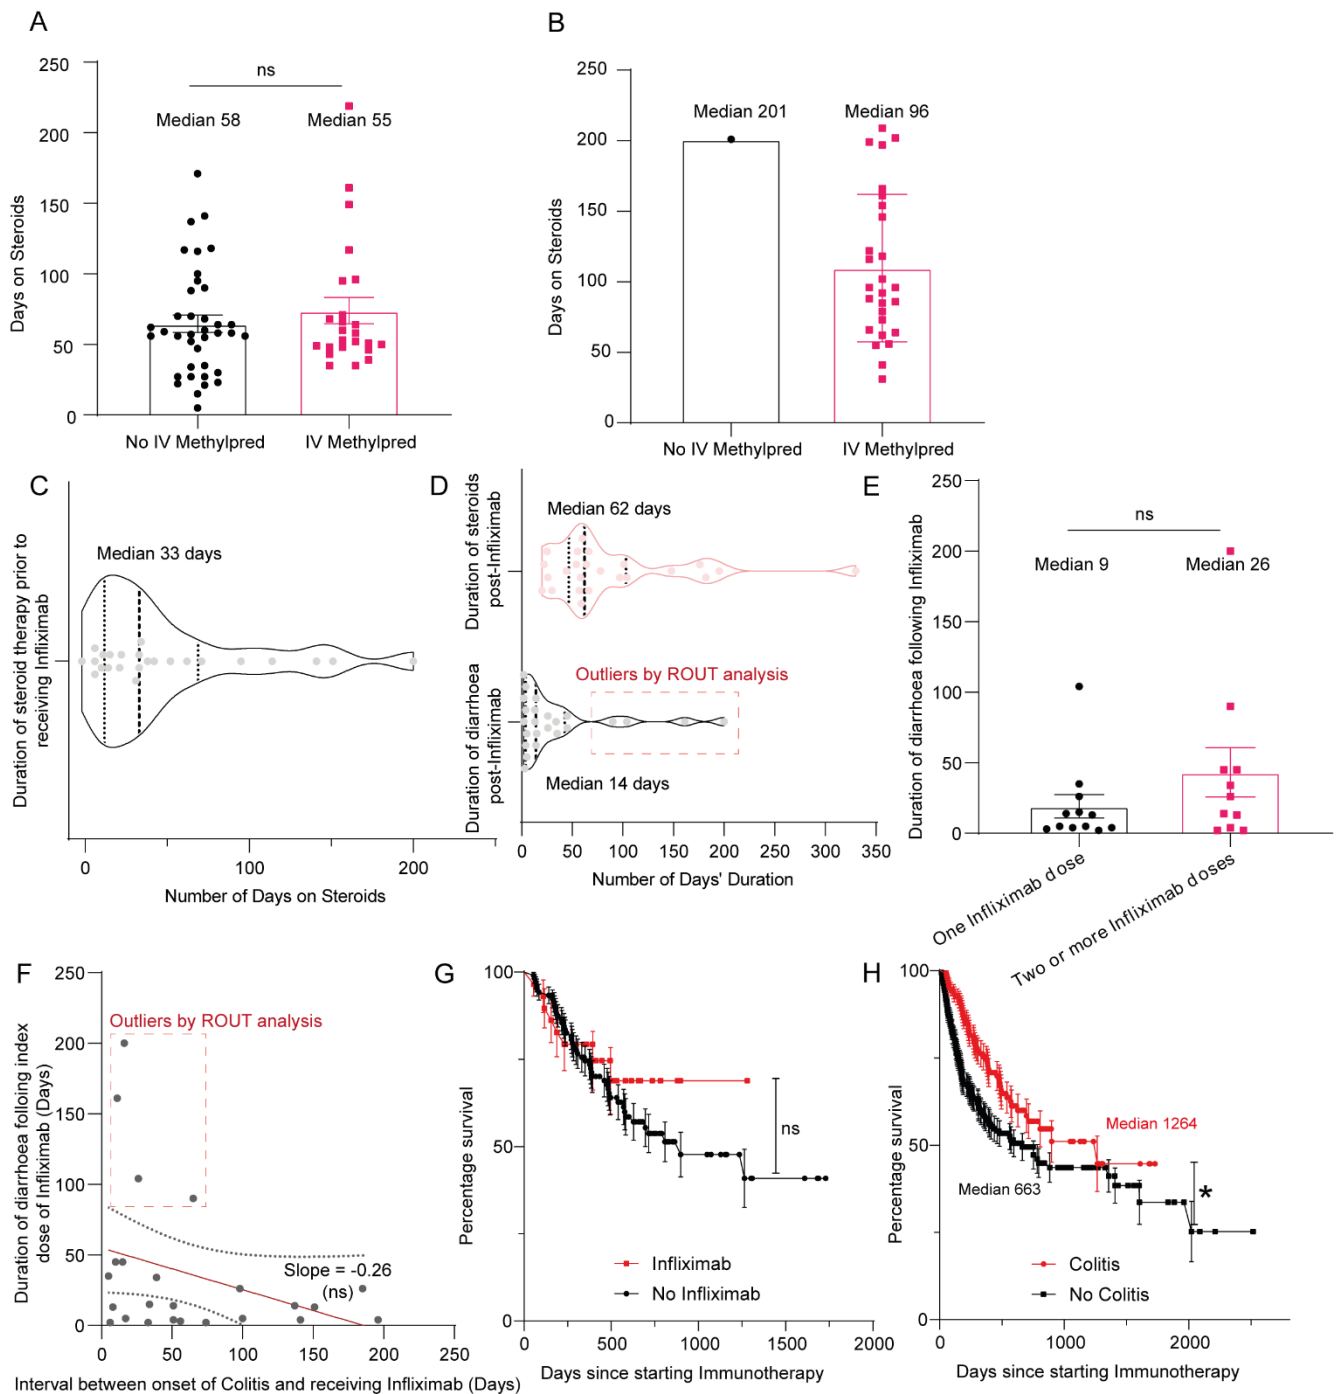 A
250
200
150
100
50
0
Days on Steroids
ns
Median 58
Median 55
No IV Methylpred
IV Methylpred
B
250
200
150
100
50
0
Days on Steroids
Median 201
Median 96
No IV Methylpred
IV Methylpred
C
Duration of steroid therapy prior to
receiving Infliximab
Median 33 days
0
100
200
Number of Days on Steroids
D
Duration of steroids
post-Infliximab
Median 62 days
Duration of diarrhoea
post-Infliximab
Outliers by ROUT analysis
Median 14 days
0
50
100
150
200
250
300
350
Number of Days' Duration
E
250
200
150
100
50
0
Duration of diarrhoea following Infliximab
ns
Median 9
Median 26
One Infliximab dose
Two or more Infliximab doses
F
250
200
150
100
50
0
Duration of diarrhoea folloing index
dose of Infliximab (Days)
Outliers by ROUT analysis
Slope = -0.26
(ns)
0
50
100
150
200
250
Interval between onset of Colitis and receiving Infliximab (Days)
G
100
50
0
Percentage survival
ns
Infliximab
No Infliximab
0
500
1000
1500
2000
Days since starting Immunotherapy
H
100
50
0
Percentage survival
Median 1264
Median 663
*
Colitis
No Colitis
0
1000
2000
Days since starting Immunotherapy